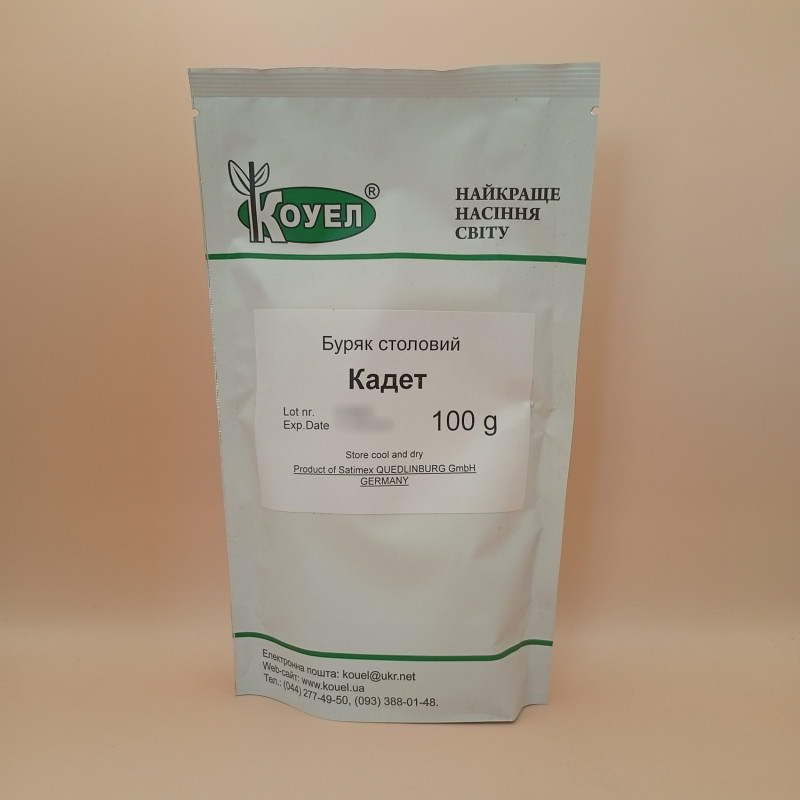 КОУЕЛ®
НАЙКРАЩЕ
НАСІННЯ
СВІТУ
Буряк столовий
Кадет
Lot nr.
Exp.Date
100 g
Store cool and dry
Product of Satimex QUEDLINBURG GmbH
GERMANY
Електронна пошта: kouel@ukr.net
Web-сайт: www.kouel.ua
Тел.: (044) 277-49-50, (093) 388-01-48.